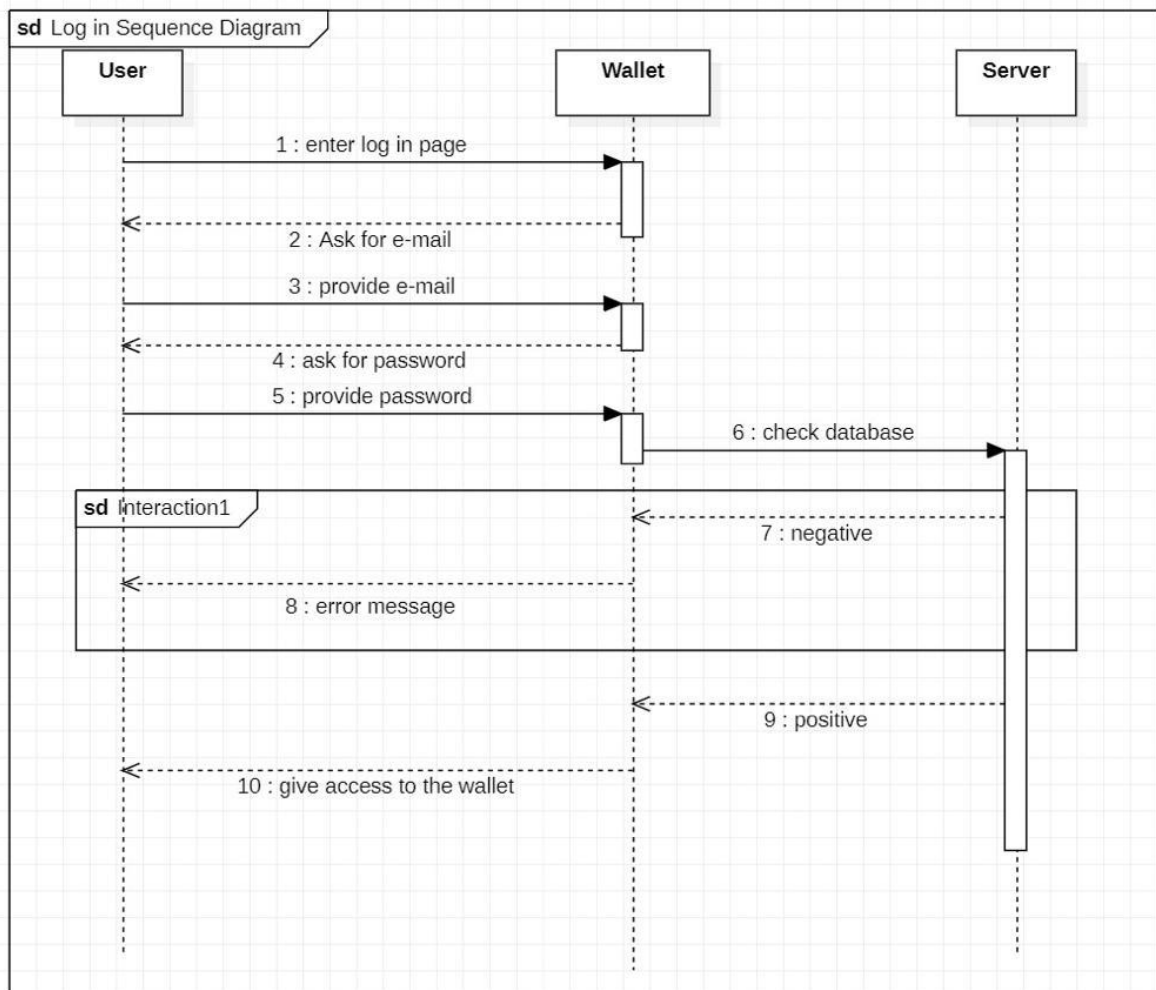 sd Log in Sequence Diagram
User
Wallet
Server
1 : enter log in page
2 : Ask for e-mail
3 : provide e-mail
4 : ask for password
5 : provide password
6 : check database
sd Interaction1
7 : negative
8 : error message
9 : positive
10 : give access to the wallet